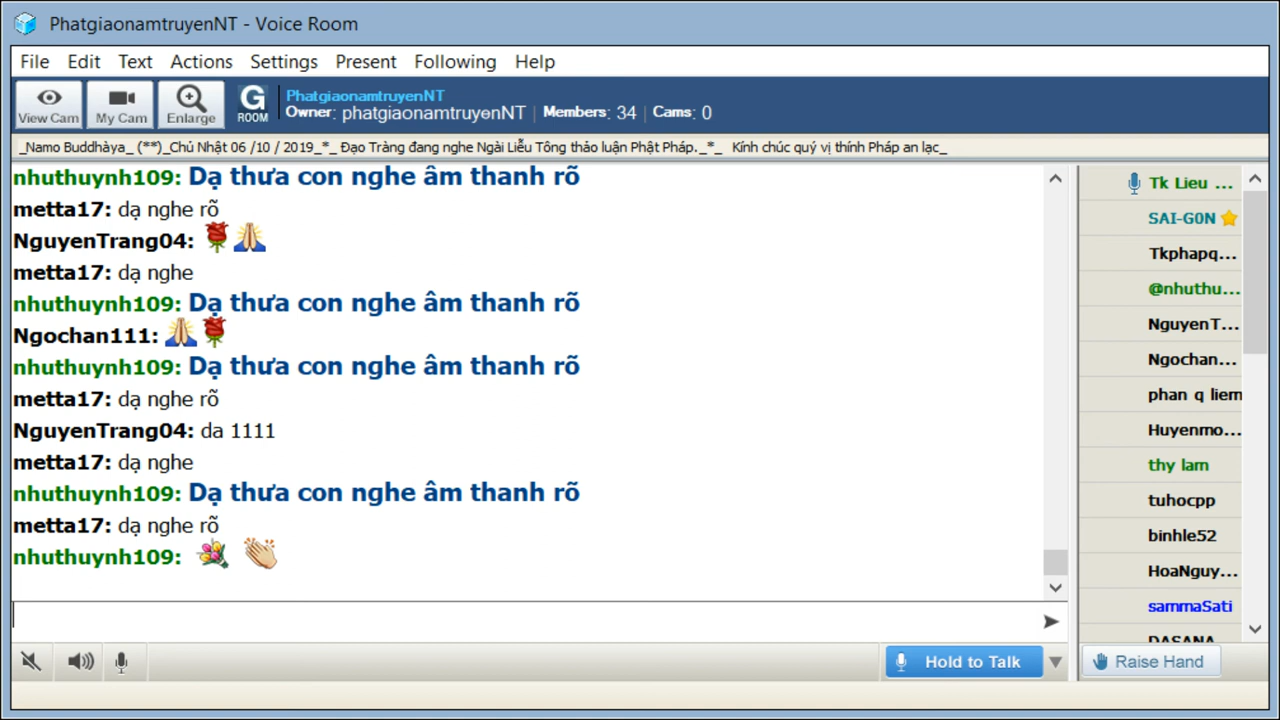 PhatgiaonamtruyenNT - Voice Room
File Edit Text Actions Settings Present Following Help
View Cam My Cam Enlarge G ROOM
PhatgiaonamtruyenNT
Owner: phatgiaonamtruyenNT | Members: 34 | Cams: 0
_Namo Buddhàya_ (**)_Chủ Nhật 06 /10 / 2019_*_ Đạo Tràng đang nghe Ngài Liễu Tông thảo luận Phật Pháp._*_ Kính chúc quý vị thính Pháp an lạc_
nhuthuynh109: Dạ thưa con nghe âm thanh rõ
metta17: dạ nghe rõ
NguyenTrang04:
metta17: dạ nghe
nhuthuynh109: Dạ thưa con nghe âm thanh rõ
Ngochan111:
nhuthuynh109: Dạ thưa con nghe âm thanh rõ
metta17: dạ nghe rõ
NguyenTrang04: da 1111
metta17: dạ nghe
nhuthuynh109: Dạ thưa con nghe âm thanh rõ
metta17: dạ nghe rõ
nhuthuynh109:
Tk Lieu ...
SAI-G0N
Tkphapq...
@nhuthu...
NguyenT...
Ngochan...
phan q liem
Huyenmo...
thy lam
tuhocpp
binhle52
HoaNguy...
sammaSati
DASANA
Hold to Talk
Raise Hand